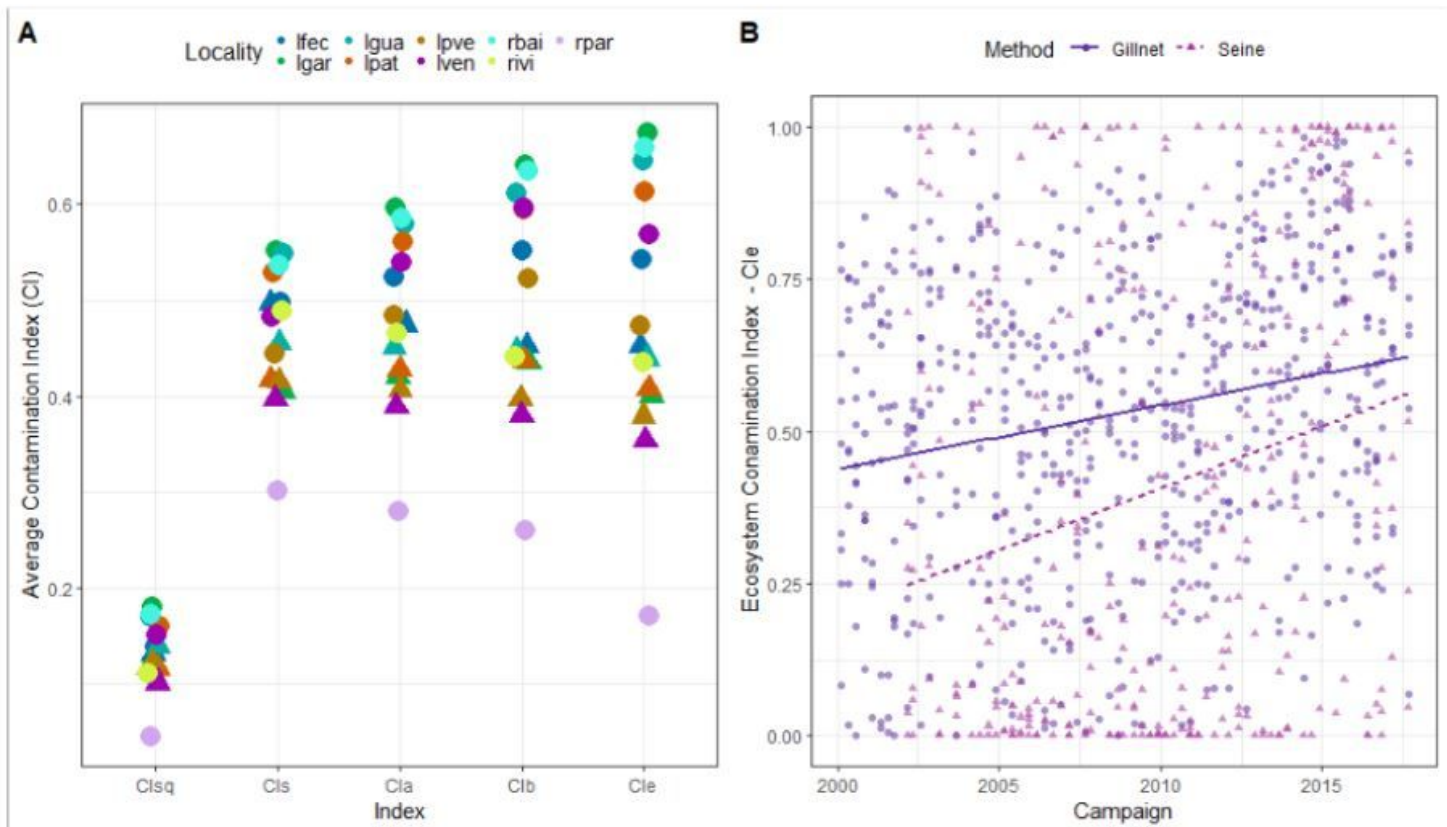 A
Locality lfec lgua lpve rbai rpar
lgar lpat lven rivi
Average Contamination Index (CI)
0.6
0.4
0.2
CIsq CIs CIa CIb CIe
Index
B
Method Gillnet Seine
Ecosystem Conamination Index - CIe
1.00
0.75
0.50
0.25
0.00
2000 2005 2010 2015
Campaign